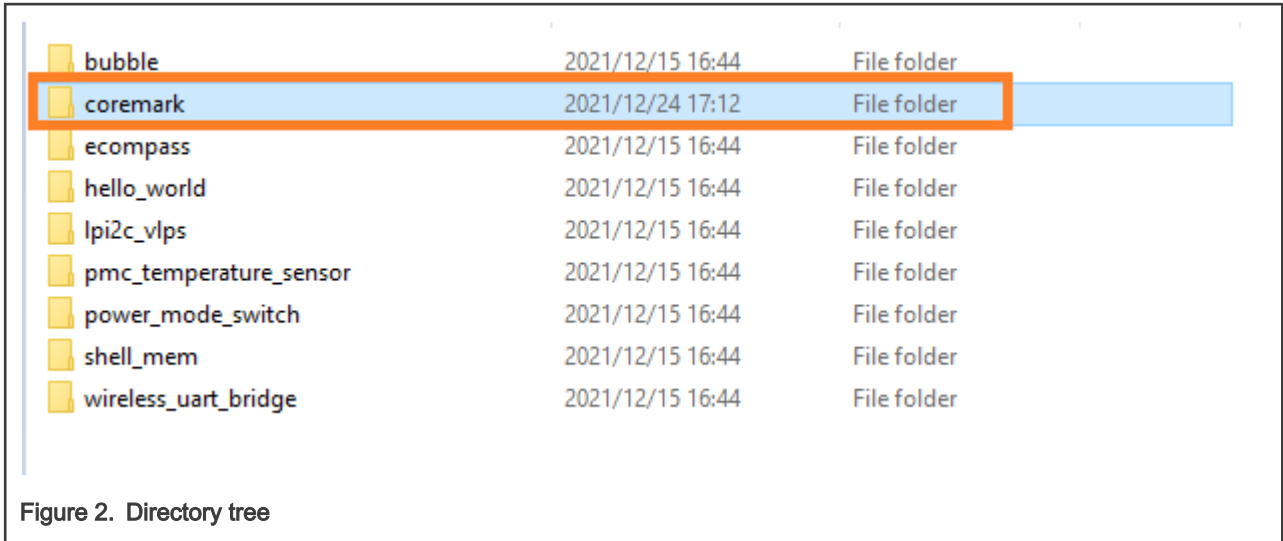 bubble 2021/12/15 16:44 File folder
coremark 2021/12/24 17:12 File folder
ecompass 2021/12/15 16:44 File folder
hello_world 2021/12/15 16:44 File folder
lpi2c_vlps 2021/12/15 16:44 File folder
pmc_temperature_sensor 2021/12/15 16:44 File folder
power_mode_switch 2021/12/15 16:44 File folder
shell_mem 2021/12/15 16:44 File folder
wireless_uart_bridge 2021/12/15 16:44 File folder
Figure 2. Directory tree